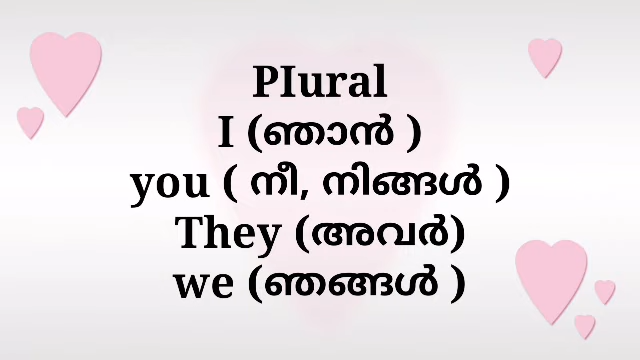 PIural
I (ഞാൻ )
you ( നീ, നിങ്ങൾ )
They (അവർ)
we (ഞങ്ങൾ )